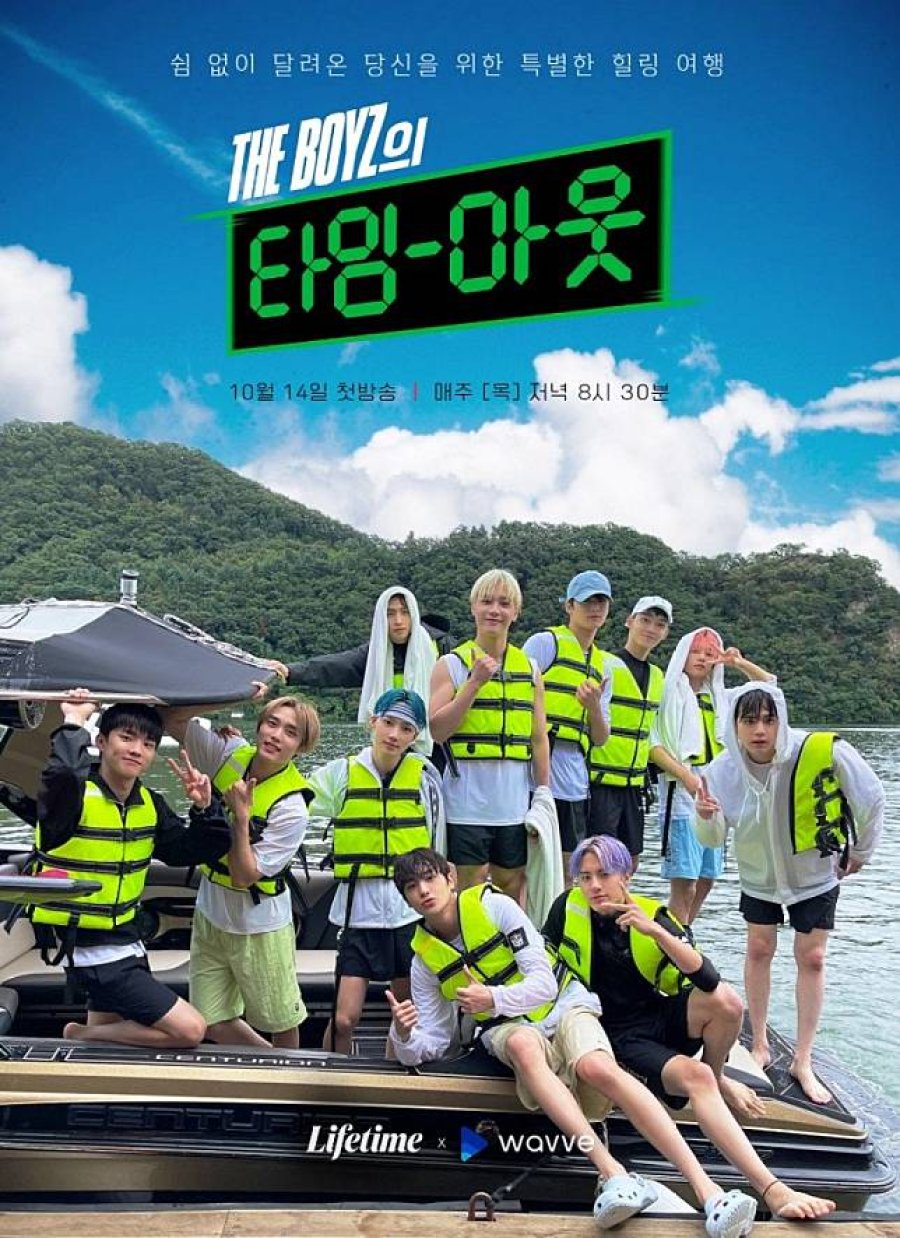 쉼 없이 달려온 당신을 위한 특별한 힐링 여행
THE BOYZ의
타임-아웃
10월 14일 첫방송 | 매주 [목] 저녁 8시 30분
CENTURION
CENTURION
Lifetime x wavve